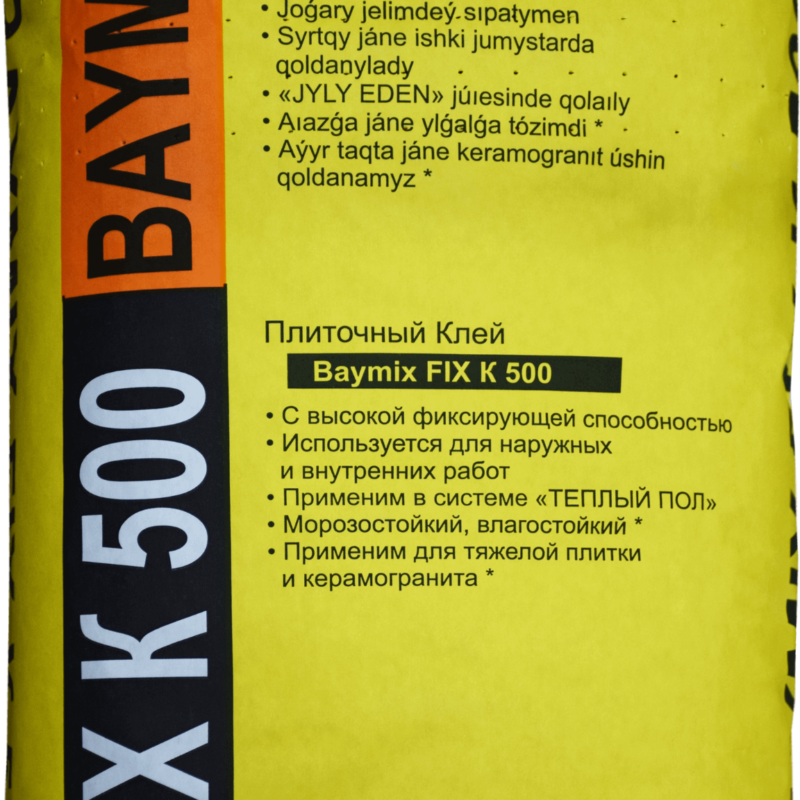 • Joǵary jelimdeý sıpatymen
• Syrtqy jáne ishki jumystarda
qoldanylady
• «JYLY EDEN» júıesinde qolaıly
• Aıazǵa jáne ylǵalǵa tózimdi *
• Aýyr taqta jáne keramogranıt úshin
qoldanamyz *
BAYM
X К 500
Плиточный Клей
Baymix FIX К 500
• С высокой фиксирующей способностью
• Используется для наружных
и внутренних работ
• Применим в системе «ТЕПЛЫЙ ПОЛ»
• Морозостойкий, влагостойкий *
• Применим для тяжелой плитки
и керамогранита *